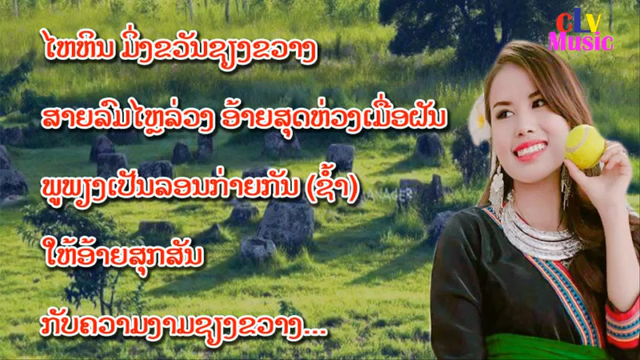 clv
Music
ໄຫຫີນ ມິ່ງຂວັນຊຽງຂວາງ
ສາຍລົມໄຫຼລ່ວງ ອ້າຍສຸດຫ່ວງເມື່ອຝັນ
ພູພຽງເປັນລອນກ່າຍກັນ (ຊ້ຳ)
ໃຫ້ອ້າຍສຸກສັນ
ກັບຄວາມງາມຊຽງຂວາງ...